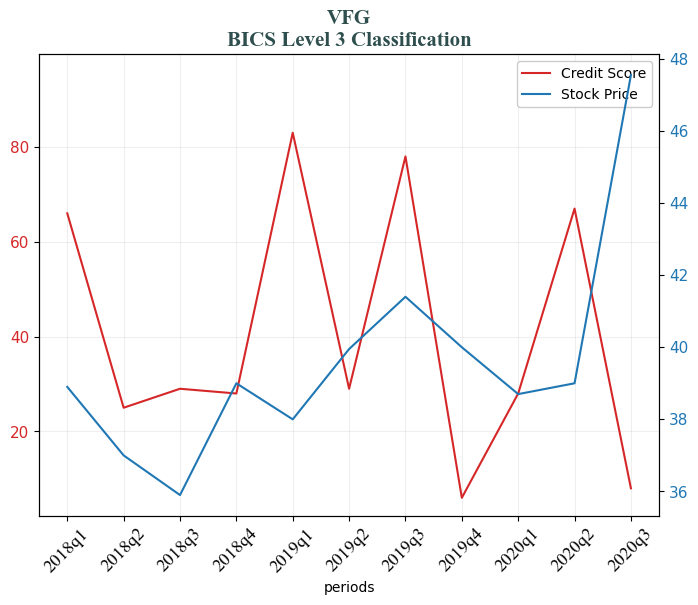 VFG
BICS Level 3 Classification
Credit Score
Stock Price
80
60
40
20
48
46
44
42
40
38
36
2018q1
2018q2
2018q3
2018q4
2019q1
2019q2
2019q3
2019q4
2020q1
2020q2
2020q3
periods